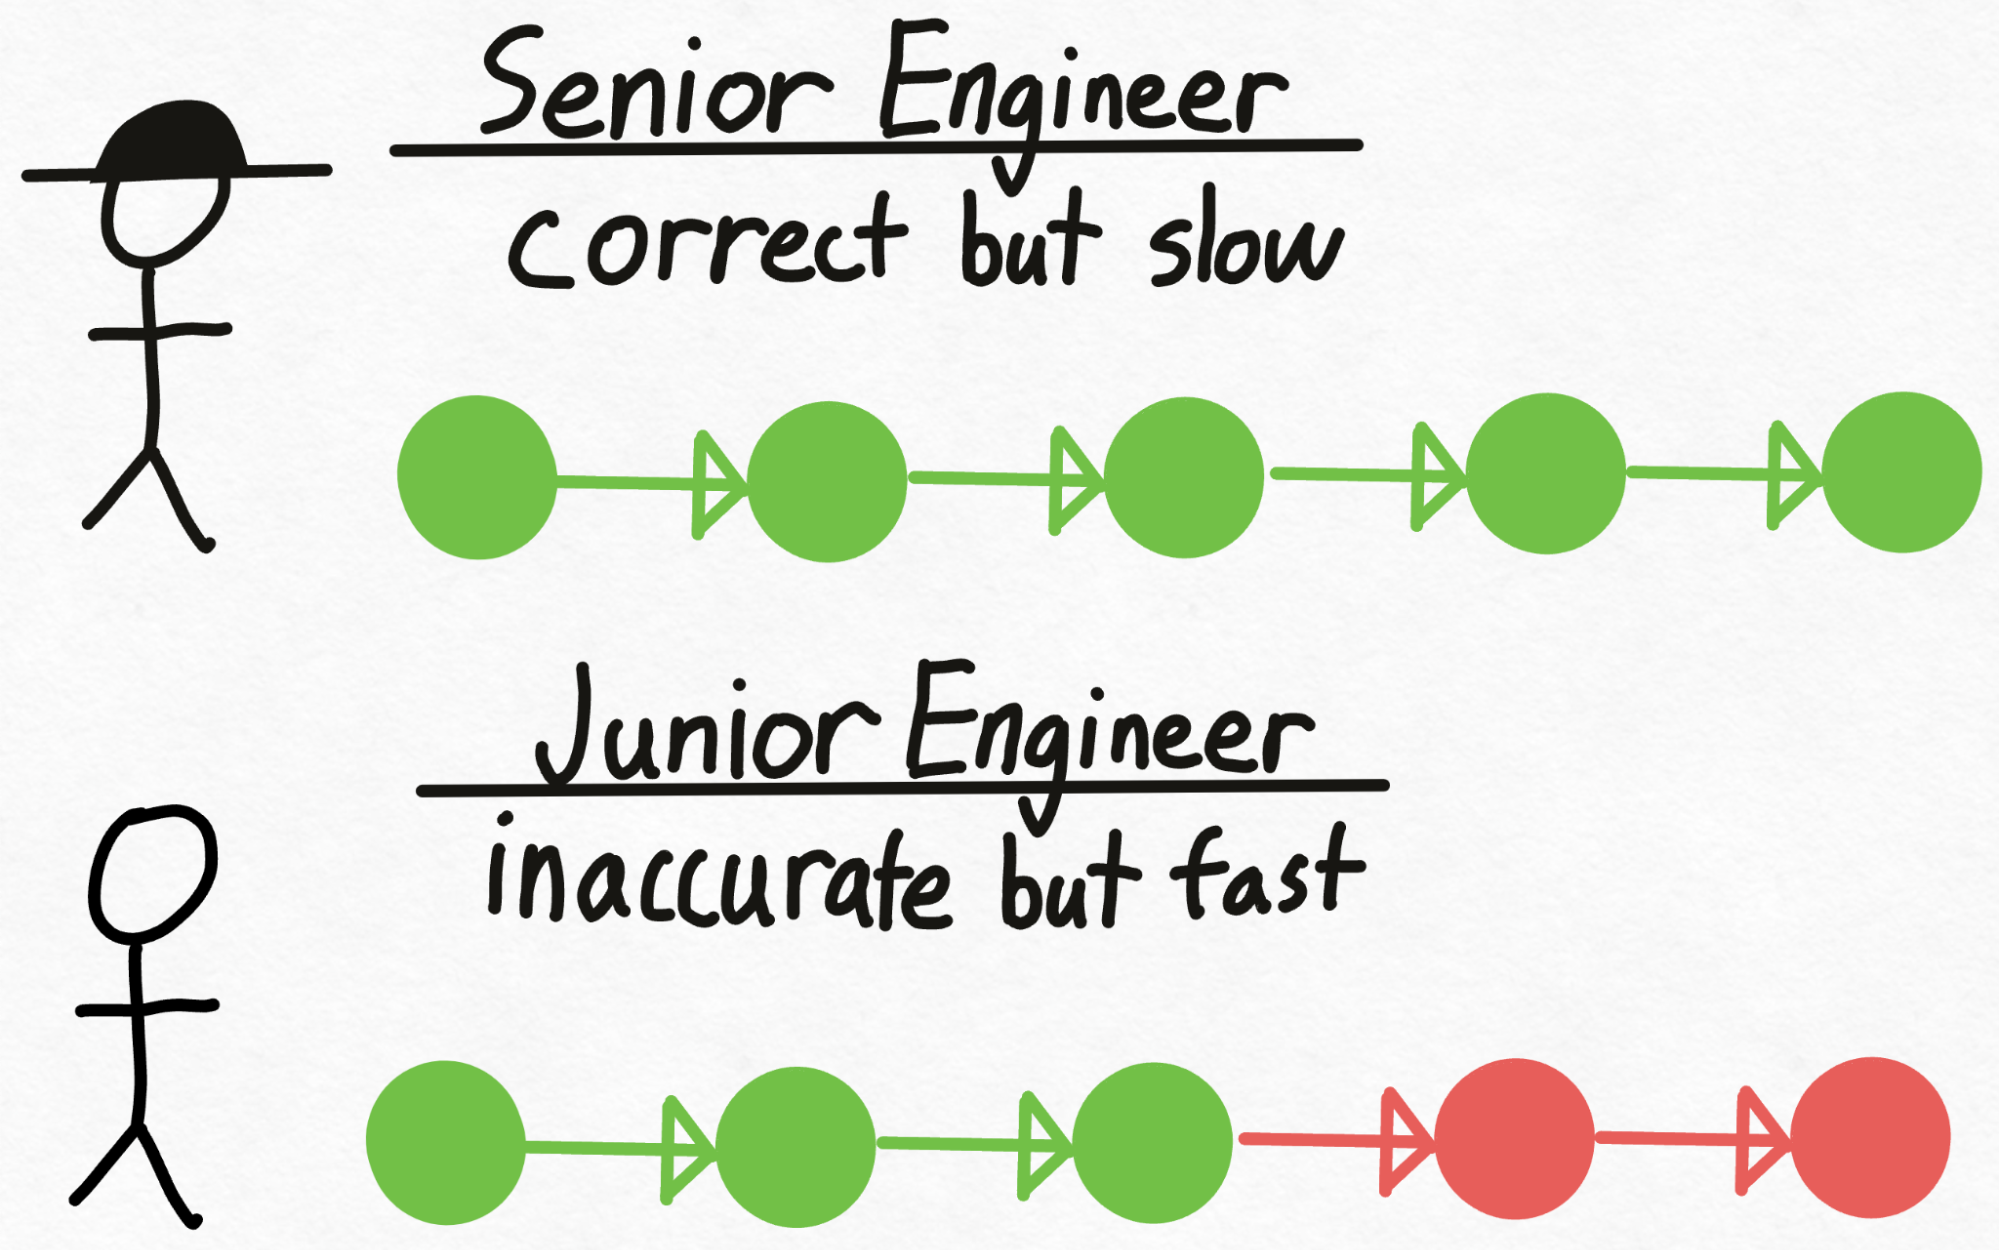 Senior Engineer
correct but slow
Junior Engineer
inaccurate but fast